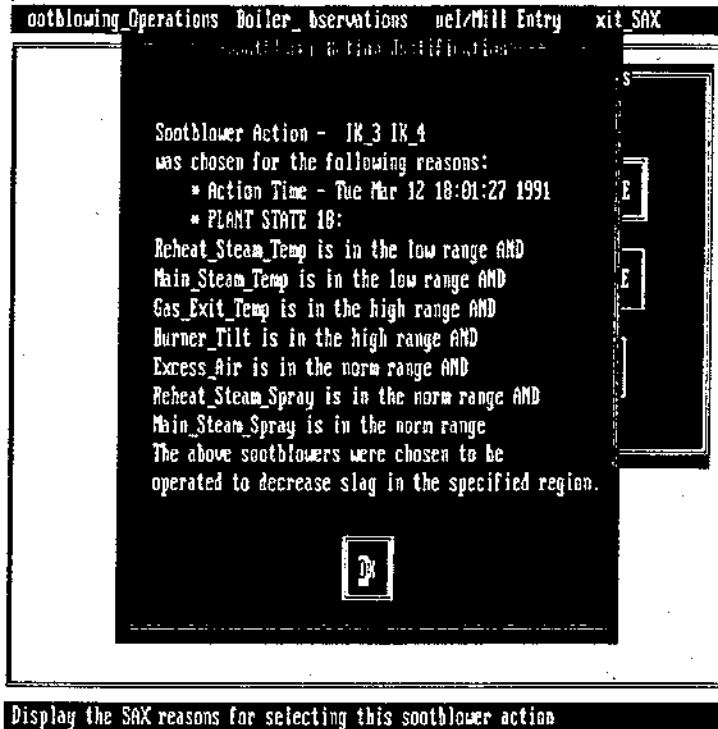 ootblowing_Operations Boiler_ bservations uel/Mill Entry xit_SAX
Sootblower Action Justification
S
Sootblower Action - IK_3 IK_4
was chosen for the following reasons:
* Action Time - Tue Mar 12 18:01:27 1991
E
* PLANT STATE 18:
Reheat_Steam_Temp is in the low range AND
Main_Steam_Temp is in the low range AND
E
Gas_Exit_Temp is in the high range AND
Burner_Tilt is in the high range AND
Excess_Air is in the norm range AND
Reheat_Steam_Spray is in the norm range AND
Main_Steam_Spray is in the norm range
The above sootblowers were chosen to be
operated to decrease slag in the specified region.
OK
Display the SAX reasons for selecting this sootblower action